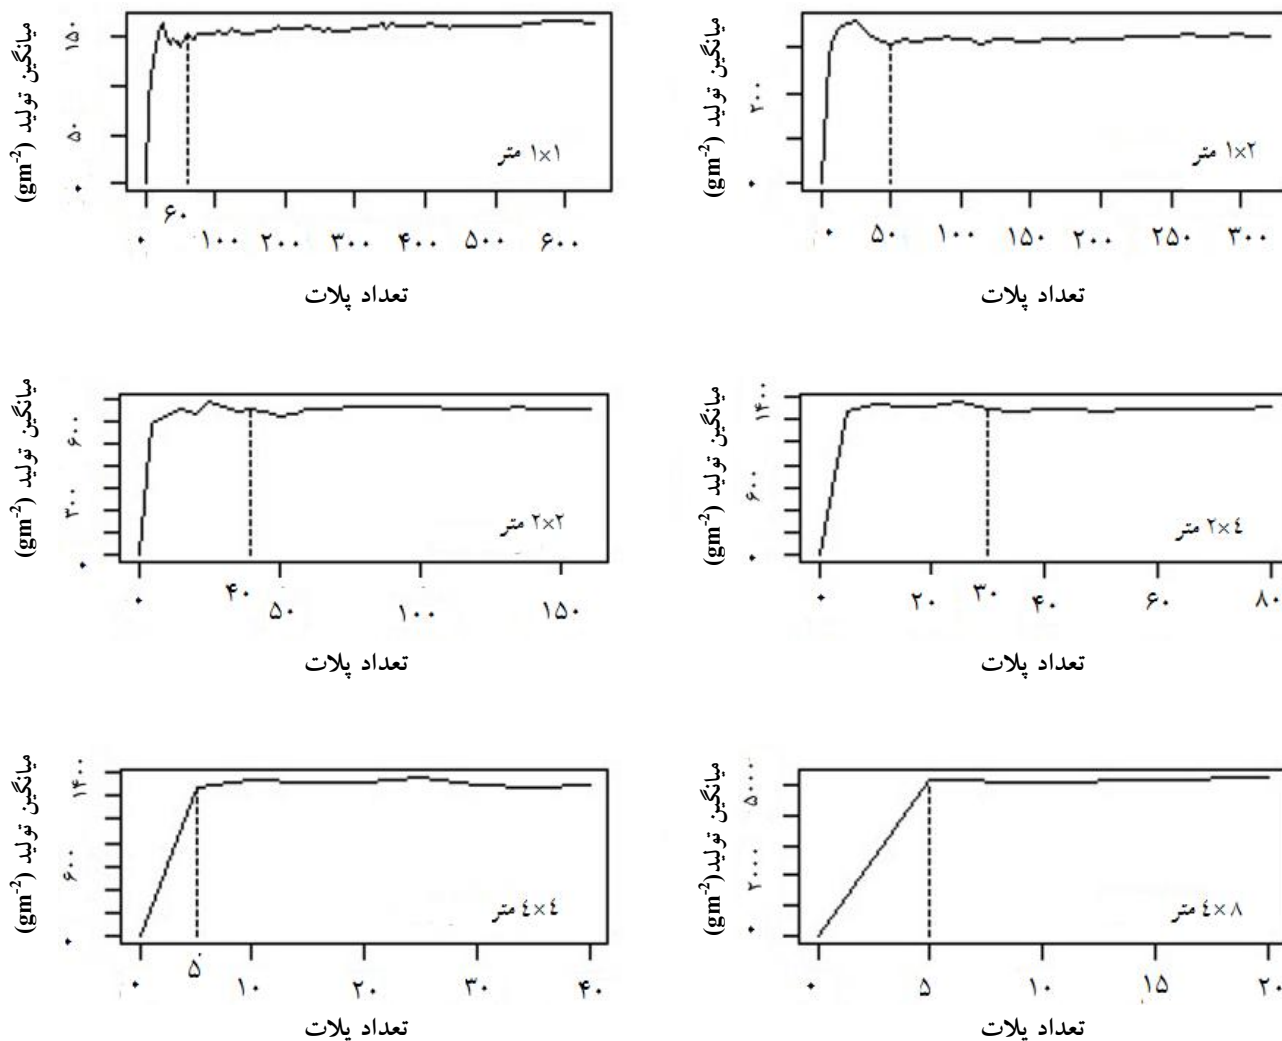 میانگین تولید (gm⁻²)
۱۵۰
۵۰
۰
۱×۱ متر
۶۰
۰ ۱۰۰ ۲۰۰ ۳۰۰ ۴۰۰ ۵۰۰ ۶۰۰
تعداد پلات
میانگین تولید (gm⁻²)
۲۰۰
۰
۱×۲ متر
۰ ۵۰ ۱۰۰ ۱۵۰ ۲۰۰ ۲۵۰ ۳۰۰
تعداد پلات
میانگین تولید (gm⁻²)
۶۰۰
۳۰۰
۰
۲×۲ متر
۴۰
۰ ۵۰ ۱۰۰ ۱۵۰
تعداد پلات
میانگین تولید (gm⁻²)
۱۴۰۰
۶۰۰
۰
۲×٤ متر
۰ ۲۰ ۳۰ ۴۰ ۶۰ ۸۰
تعداد پلات
میانگین تولید (gm⁻²)
۱۴۰۰
۶۰۰
۰
٤×٤ متر
۵
۰ ۱۰ ۲۰ ۳۰ ۴۰
تعداد پلات
میانگین تولید (gm⁻²)
۵۰۰۰
۲۰۰۰
۰
٤×۸ متر
۰ ۵ ۱۰ ۱۵ ۲۰
تعداد پلات